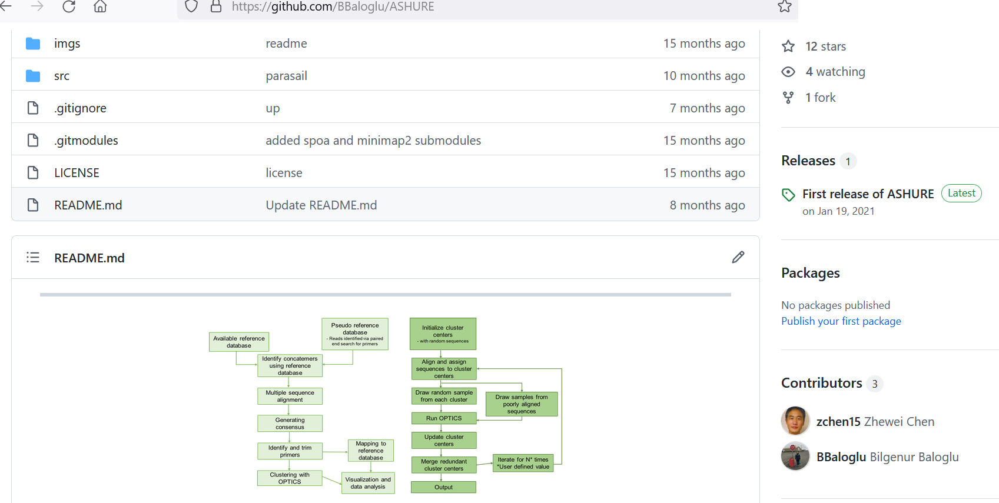 https://github.com/BBaloglu/ASHURE
imgs readme 15 months ago
src parasail 10 months ago
.gitignore up 7 months ago
.gitmodules added spoa and minimap2 submodules 15 months ago
LICENSE license 15 months ago
README.md Update README.md 8 months ago
README.md
Available reference
database
Pseudo reference
database
- Reads identified via paired
end search for primers
Identify concatemers
using reference
database
Multiple sequence
alignment
Generating
consensus
Identify and trim
primers
Mapping to
reference
database
Clustering with
OPTICS
Visualization and
data analysis
Initialize cluster
centers
- with random sequences
Align and assign
sequences to cluster
centers
Draw random sample
from each cluster
Draw samples from
poorly aligned
sequences
Run OPTICS
Update cluster
centers
Merge redundant
cluster centers
Iterate for N* times
*User defined value
Output
12 stars
4 watching
1 fork
Releases 1
First release of ASHURE Latest
on Jan 19, 2021
Packages
No packages published
Publish your first package
Contributors 3
zchen15 Zhewei Chen
BBaloglu Bilgenur Baloglu